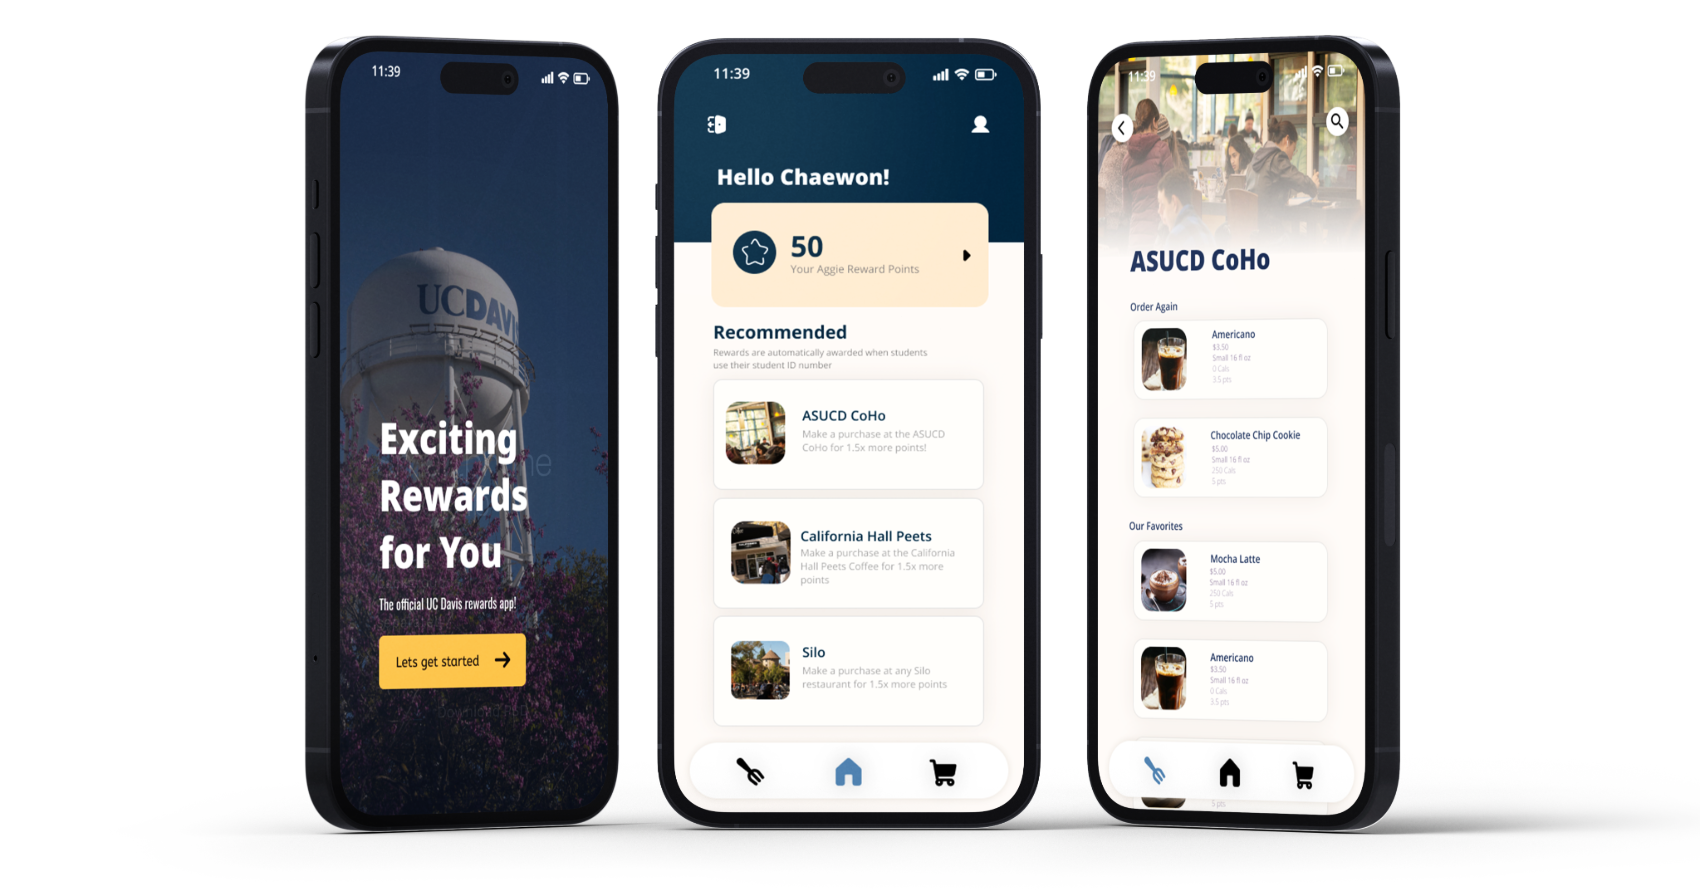 11:39
UCDAVIS
Exciting
Rewards
for You
The official UC Davis rewards app!
Lets get started
11:39
Hello Chaewon!
50
Your Aggie Reward Points
Recommended
Rewards are automatically awarded when students
use their student ID number
ASUCD CoHo
Make a purchase at the ASUCD
CoHo for 1.5x more points!
California Hall Peets
Make a purchase at the California
Hall Peets Coffee for 1.5x more
points
Silo
Make a purchase at any Silo
restaurant for 1.5x more points
11:39
ASUCD CoHo
Order Again
Americano
$3.50
Small 16 fl oz
0 Cals
3.5 pts
Chocolate Chip Cookie
$5.00
Small 16 fl oz
250 Cals
5 pts
Our Favorites
Mocha Latte
$5.00
Small 16 fl oz
250 Cals
5 pts
Americano
$3.50
Small 16 fl oz
0 Cals
3.5 pts
5 pts